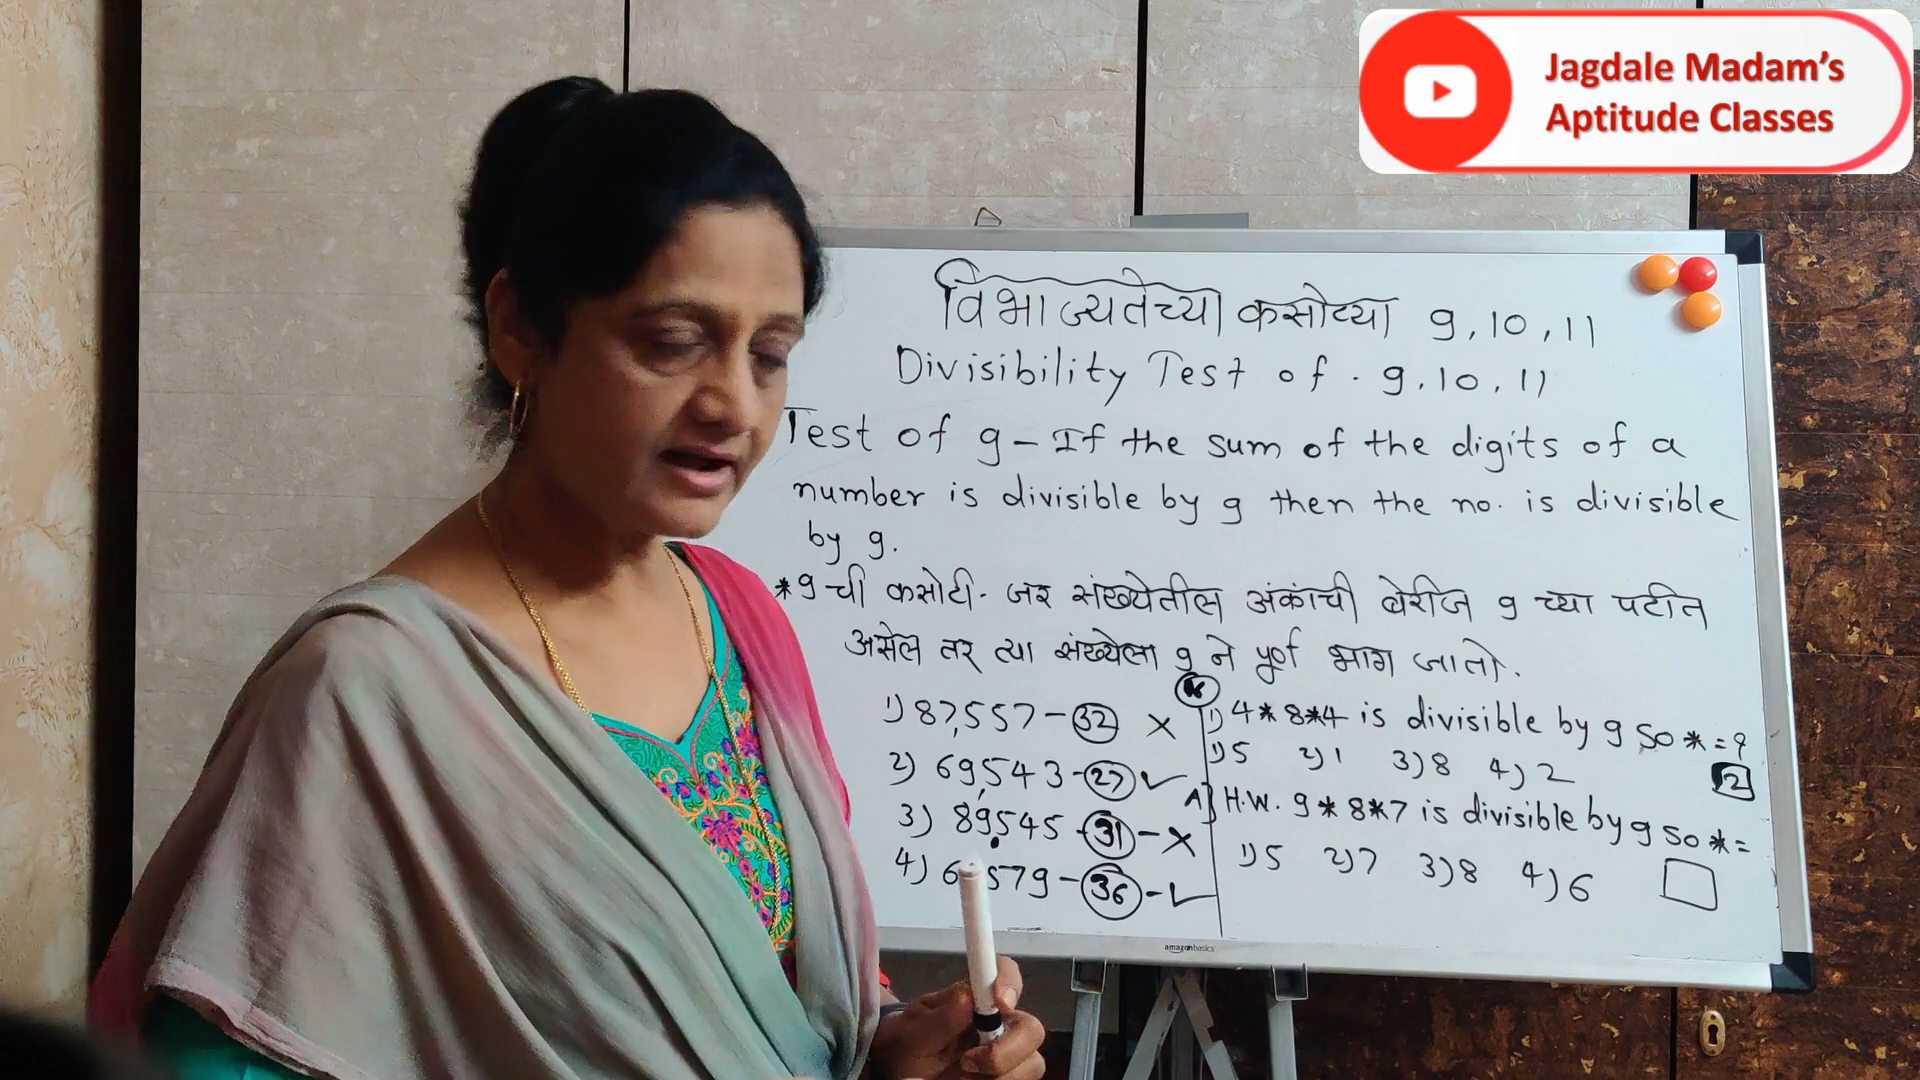 Jagdale Madam's
Aptitude Classes
विभाज्यतेच्या कसोट्या 9, 10, 11
Divisibility Test of . 9, 10, 11
Test of 9 - If the sum of the digits of a
number is divisible by 9 then the no. is divisible
by 9.
* 9 ची कसोटी - जर संख्येतील अंकांची बेरीज 9 च्या पटीत
असेल तर त्या संख्येला 9 ने पूर्ण भाग जातो.
1) 87,557 - 32 ×
2) 69,543 - 27 ✓
3) 89545 - 31 - ×
4) 6 579 - 36 - ✓
16
1) 4*8*4 is divisible by 9 so * = ?
1) 5 2) 1 3) 8 4) 2
2
A] H.W. 9*8*7 is divisible by 9 so * =
1) 5 2) 7 3) 8 4) 6
amazonbasics